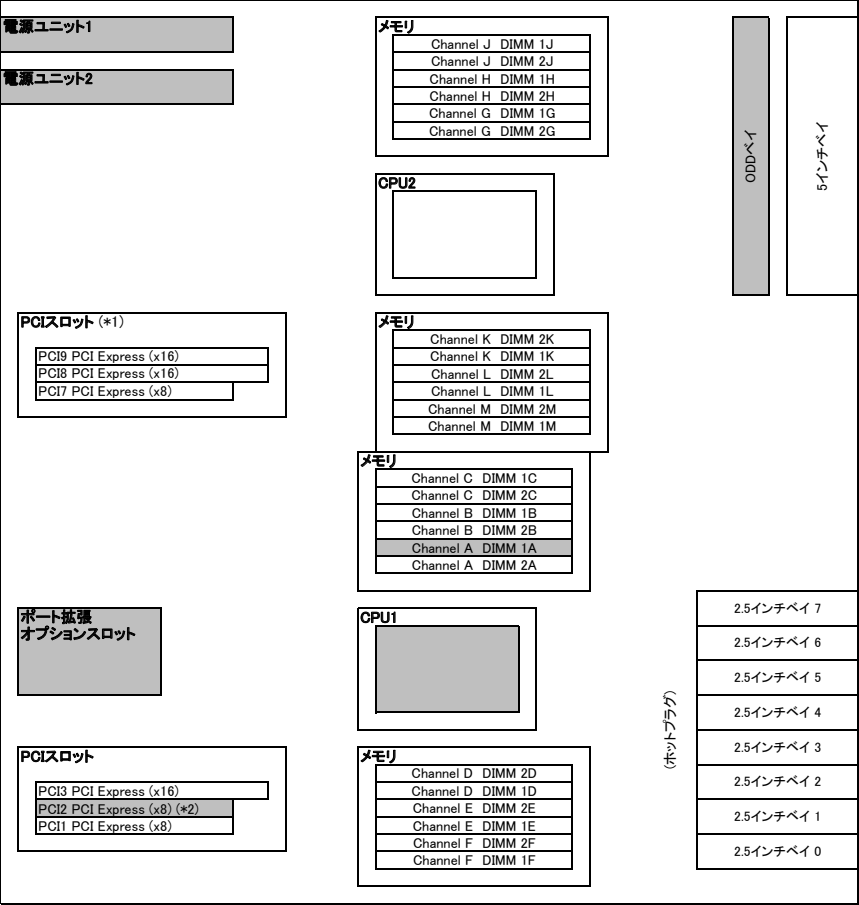 電源ユニット1
電源ユニット2
メモリ
Channel J DIMM 1J
Channel J DIMM 2J
Channel H DIMM 1H
Channel H DIMM 2H
Channel G DIMM 1G
Channel G DIMM 2G
ODDベイ
5インチベイ
CPU2
PCIスロット (*1)
PCI9 PCI Express (x16)
PCI8 PCI Express (x16)
PCI7 PCI Express (x8)
メモリ
Channel K DIMM 2K
Channel K DIMM 1K
Channel L DIMM 2L
Channel L DIMM 1L
Channel M DIMM 2M
Channel M DIMM 1M
メモリ
Channel C DIMM 1C
Channel C DIMM 2C
Channel B DIMM 1B
Channel B DIMM 2B
Channel A DIMM 1A
Channel A DIMM 2A
ポート拡張
オプションスロット
CPU1
(ホットプラグ)
2.5インチベイ 7
2.5インチベイ 6
2.5インチベイ 5
2.5インチベイ 4
2.5インチベイ 3
2.5インチベイ 2
2.5インチベイ 1
2.5インチベイ 0
PCIスロット
PCI3 PCI Express (x16)
PCI2 PCI Express (x8) (*2)
PCI1 PCI Express (x8)
メモリ
Channel D DIMM 2D
Channel D DIMM 1D
Channel E DIMM 2E
Channel E DIMM 1E
Channel F DIMM 2F
Channel F DIMM 1F